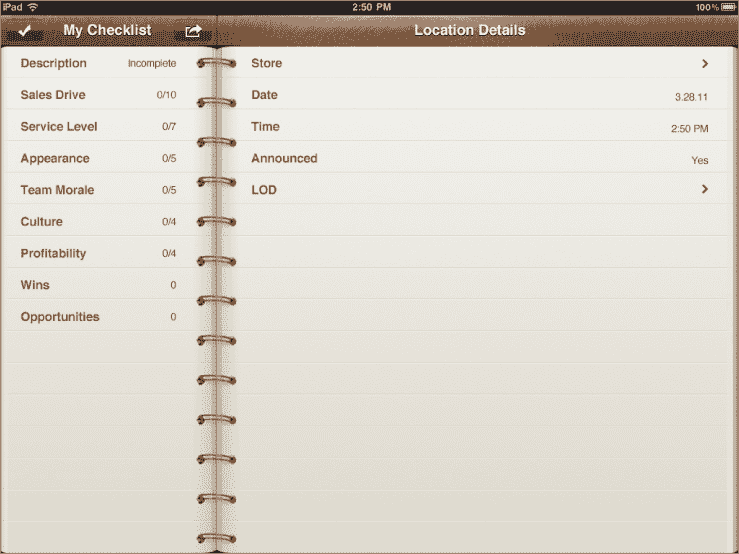 iPad 2:50 PM 100%
My Checklist
Description Incomplete
Sales Drive 0/10
Service Level 0/7
Appearance 0/5
Team Morale 0/5
Culture 0/4
Profitability 0/4
Wins 0
Opportunities 0
Location Details
Store
Date 3.28.11
Time 2:50 PM
Announced Yes
LOD